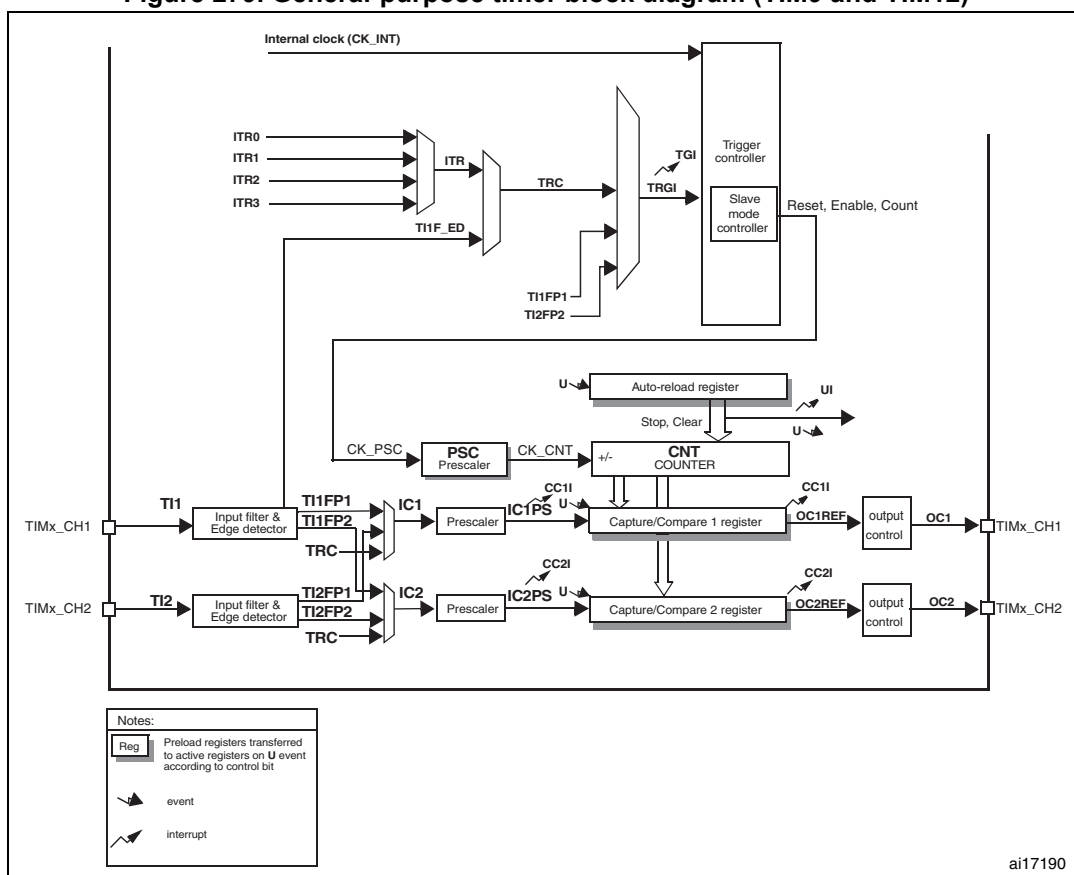 Internal clock (CK_INT)
ITR0
ITR1
ITR2
ITR3
ITR
TI1F_ED
TRC
TGI
TRGI
TI1FP1
TI2FP2
Trigger
controller
Slave
mode
controller
Reset, Enable, Count
U
Auto-reload register
UI
U
Stop, Clear
CK_PSC
PSC
Prescaler
CK_CNT
+/-
CNT
COUNTER
TIMx_CH1
TI1
Input filter &
Edge detector
TI1FP1
TI1FP2
TRC
IC1
Prescaler
CC1I
IC1PS
U
Capture/Compare 1 register
CC1I
OC1REF
output
control
OC1
TIMx_CH1
TIMx_CH2
TI2
Input filter &
Edge detector
TI2FP1
TI2FP2
TRC
IC2
Prescaler
CC2I
IC2PS
U
Capture/Compare 2 register
CC2I
OC2REF
output
control
OC2
TIMx_CH2
Notes:
Reg
Preload registers transferred
to active registers on U event
according to control bit
event
interrupt
ai17190